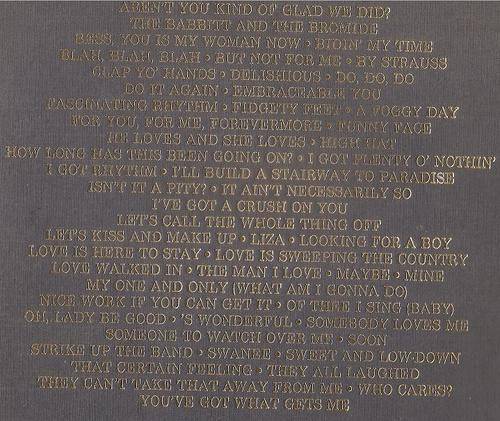 AREN'T YOU KIND OF GLAD WE DID?
THE BABBITT AND THE BROMIDE
BESS, YOU IS MY WOMAN NOW • BIDIN' MY TIME
BLAH, BLAH, BLAH • BUT NOT FOR ME • BY STRAUSS
CLAP YO' HANDS • DELISHIOUS • DO, DO, DO
DO IT AGAIN • EMBRACEABLE YOU
FASCINATING RHYTHM • FIDGETY FEET • A FOGGY DAY
FOR YOU, FOR ME, FOREVERMORE • FUNNY FACE
HE LOVES AND SHE LOVES • HIGH HAT
HOW LONG HAS THIS BEEN GOING ON? • I GOT PLENTY O' NOTHIN'
I GOT RHYTHM • I'LL BUILD A STAIRWAY TO PARADISE
ISN'T IT A PITY? • IT AIN'T NECESSARILY SO
I'VE GOT A CRUSH ON YOU
LET'S CALL THE WHOLE THING OFF
LET'S KISS AND MAKE UP • LIZA • LOOKING FOR A BOY
LOVE IS HERE TO STAY • LOVE IS SWEEPING THE COUNTRY
LOVE WALKED IN • THE MAN I LOVE • MAYBE • MINE
MY ONE AND ONLY (WHAT AM I GONNA DO)
NICE WORK IF YOU CAN GET IT • OF THEE I SING (BABY)
OH, LADY BE GOOD • 'S WONDERFUL • SOMEBODY LOVES ME
SOMEONE TO WATCH OVER ME • SOON
STRIKE UP THE BAND • SWANEE • SWEET AND LOW-DOWN
THAT CERTAIN FEELING • THEY ALL LAUGHED
THEY CAN'T TAKE THAT AWAY FROM ME • WHO CARES?
YOU'VE GOT WHAT GETS ME